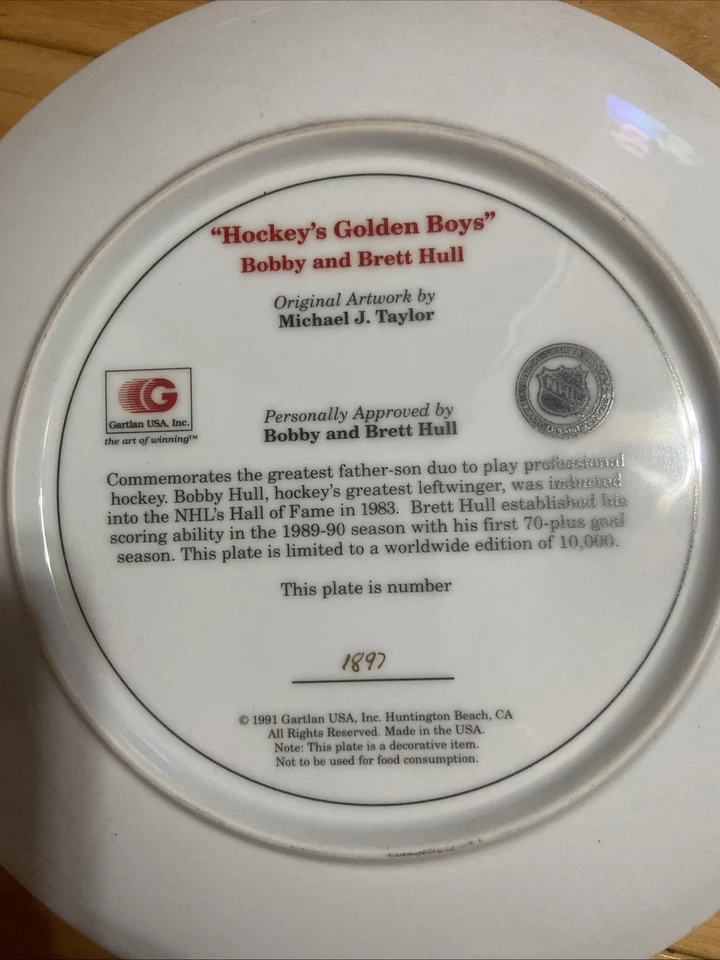 “Hockey’s Golden Boys”
Bobby and Brett Hull
Original Artwork by
Michael J. Taylor
G
Gartlan USA, Inc.
the art of winning™
NHL
Personally Approved by
Bobby and Brett Hull
Commemorates the greatest father-son duo to play professional
hockey. Bobby Hull, hockey’s greatest leftwinger, was inducted
into the NHL’s Hall of Fame in 1983. Brett Hull established his
scoring ability in the 1989-90 season with his first 70-plus goal
season. This plate is limited to a worldwide edition of 10,000.
This plate is number
1897
© 1991 Gartlan USA, Inc. Huntington Beach, CA
All Rights Reserved. Made in the USA.
Note: This plate is a decorative item.
Not to be used for food consumption.